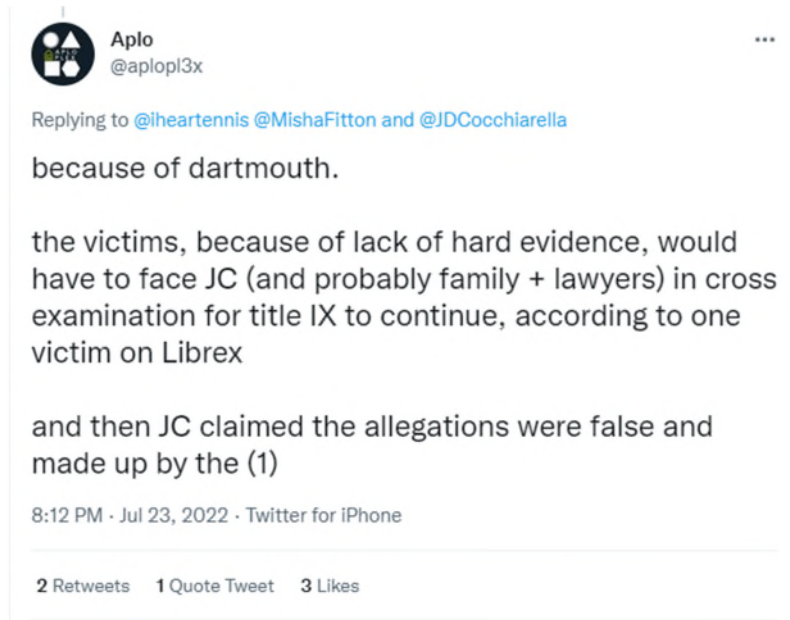 Aplo
@aplopl3x
Replying to @iheartennis @MishaFitton and @JDCocchiarella
because of dartmouth.
the victims, because of lack of hard evidence, would
have to face JC (and probably family + lawyers) in cross
examination for title IX to continue, according to one
victim on Librex
and then JC claimed the allegations were false and
made up by the (1)
8:12 PM · Jul 23, 2022 · Twitter for iPhone
2 Retweets 1 Quote Tweet 3 Likes